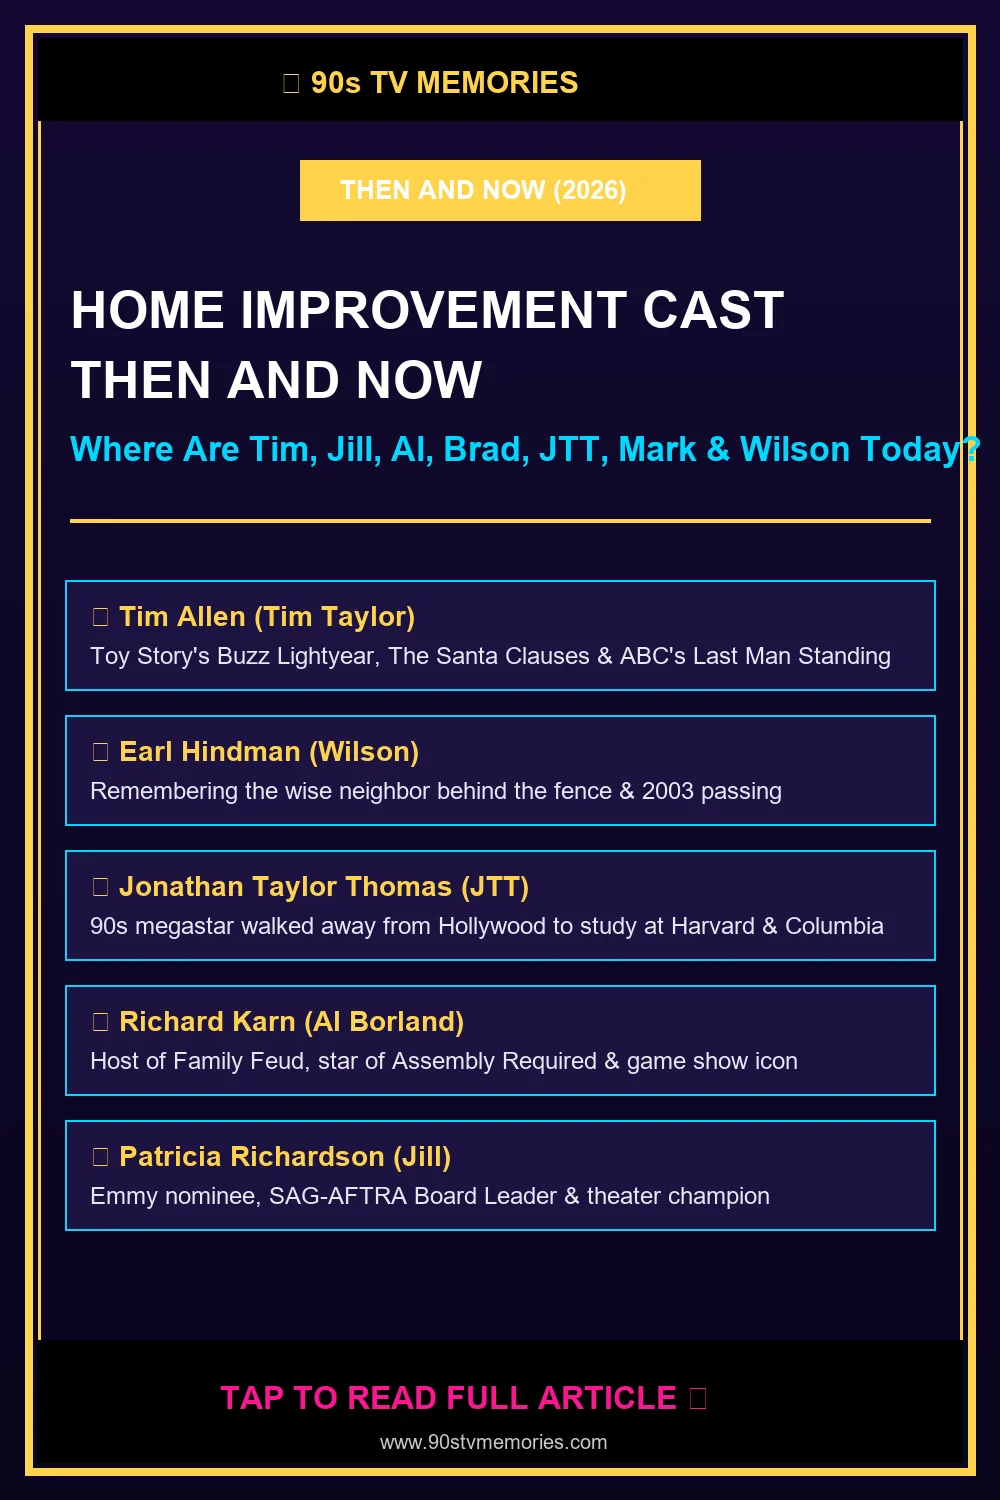 90s TV MEMORIES
THEN AND NOW (2026)
HOME IMPROVEMENT CAST
THEN AND NOW
Where Are Tim, Jill, Al, Brad, JTT, Mark & Wilson Today?
Tim Allen (Tim Taylor)
Toy Story's Buzz Lightyear, The Santa Clauses & ABC's Last Man Standing
Earl Hindman (Wilson)
Remembering the wise neighbor behind the fence & 2003 passing
Jonathan Taylor Thomas (JTT)
90s megastar walked away from Hollywood to study at Harvard & Columbia
Richard Karn (Al Borland)
Host of Family Feud, star of Assembly Required & game show icon
Patricia Richardson (Jill)
Emmy nominee, SAG-AFTRA Board Leader & theater champion
TAP TO READ FULL ARTICLE
www.90stvmemories.com